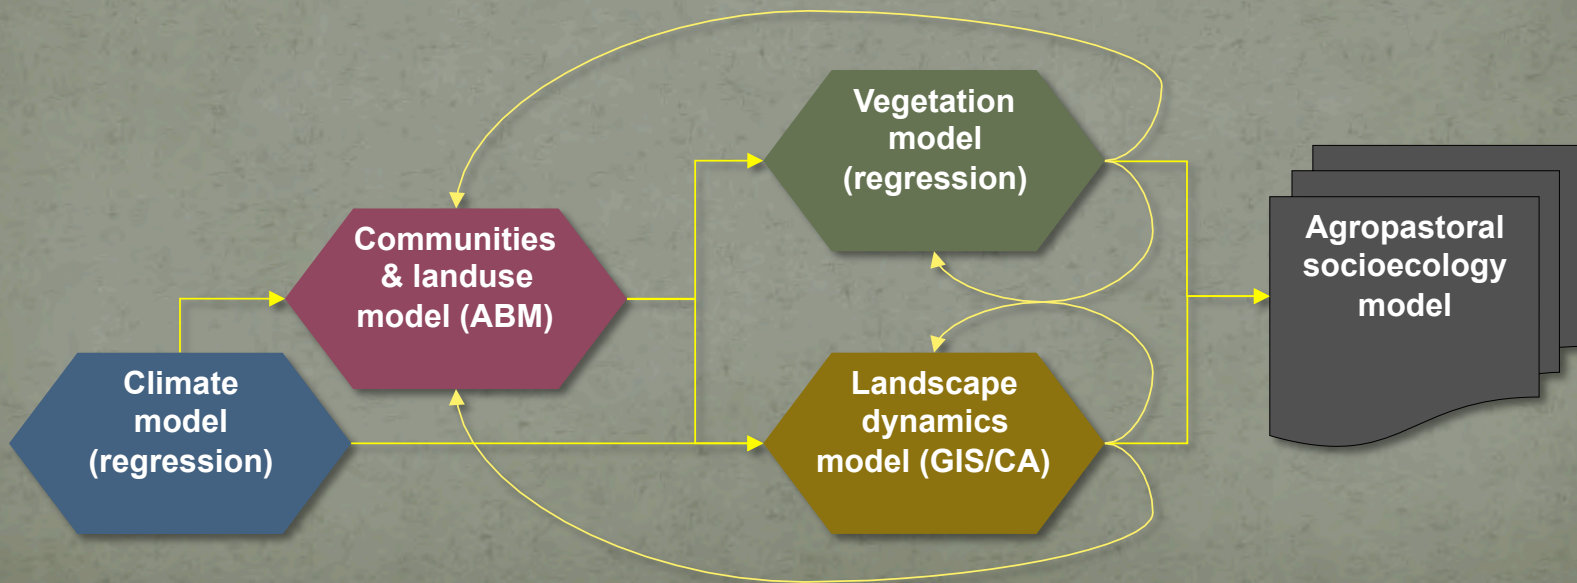 Vegetation
model
(regression)
Communities
& landuse
model (ABM)
Agropastoral
socioecology
model
Climate
model
(regression)
Landscape
dynamics
model (GIS/CA)